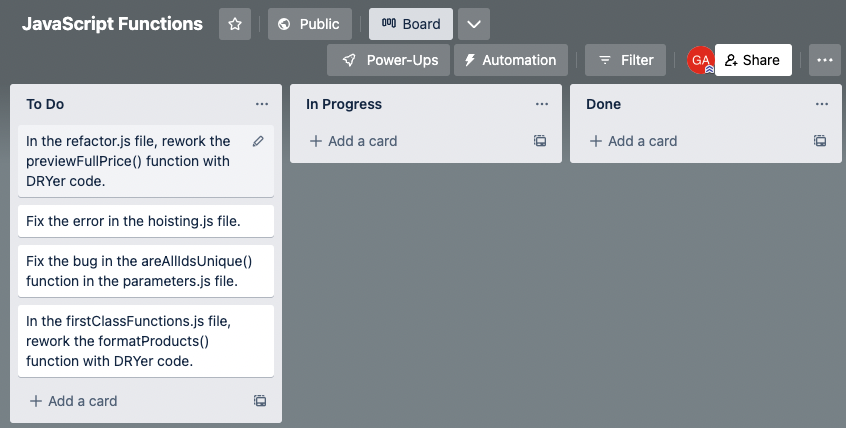 JavaScript Functions
Public
Board
Power-Ups
Automation
Filter
GA
Share
To Do
In the refactor.js file, rework the
previewFullPrice() function with
DRYer code.
Fix the error in the hoisting.js file.
Fix the bug in the areAllIdsUnique()
function in the parameters.js file.
In the firstClassFunctions.js file,
rework the formatProducts()
function with DRYer code.
+ Add a card
In Progress
+ Add a card
Done
+ Add a card